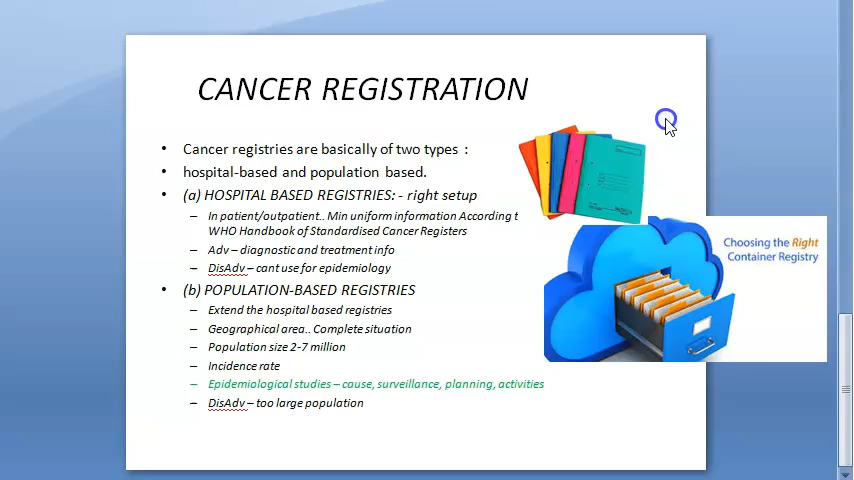 CANCER REGISTRATION
• Cancer registries are basically of two types :
• hospital-based and population based.
• (a) HOSPITAL BASED REGISTRIES: - right setup
– In patient/outpatient.. Min uniform information According t
WHO Handbook of Standardised Cancer Registers
– Adv – diagnostic and treatment info
– DisAdv – cant use for epidemiology
• (b) POPULATION-BASED REGISTRIES
– Extend the hospital based registries
– Geographical area.. Complete situation
– Population size 2-7 million
– Incidence rate
– Epidemiological studies – cause, surveillance, planning, activities
– DisAdv – too large population
Choosing the Right
Container Registry